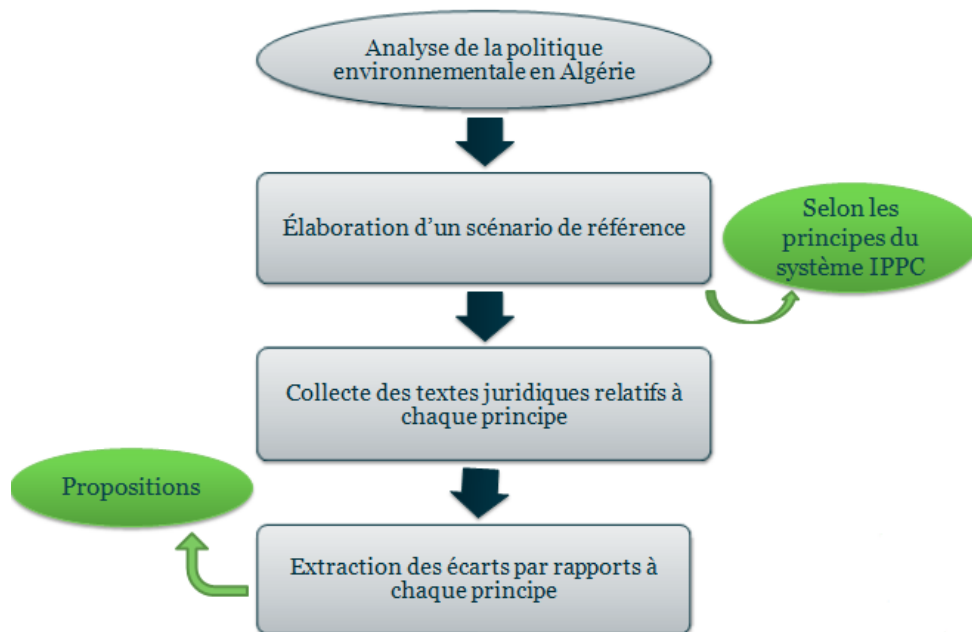 Analyse de la politique
environnementale en Algérie
Élaboration d'un scénario de référence
Selon les
principes du
système IPPC
Collecte des textes juridiques relatifs à
chaque principe
Propositions
Extraction des écarts par rapports à
chaque principe